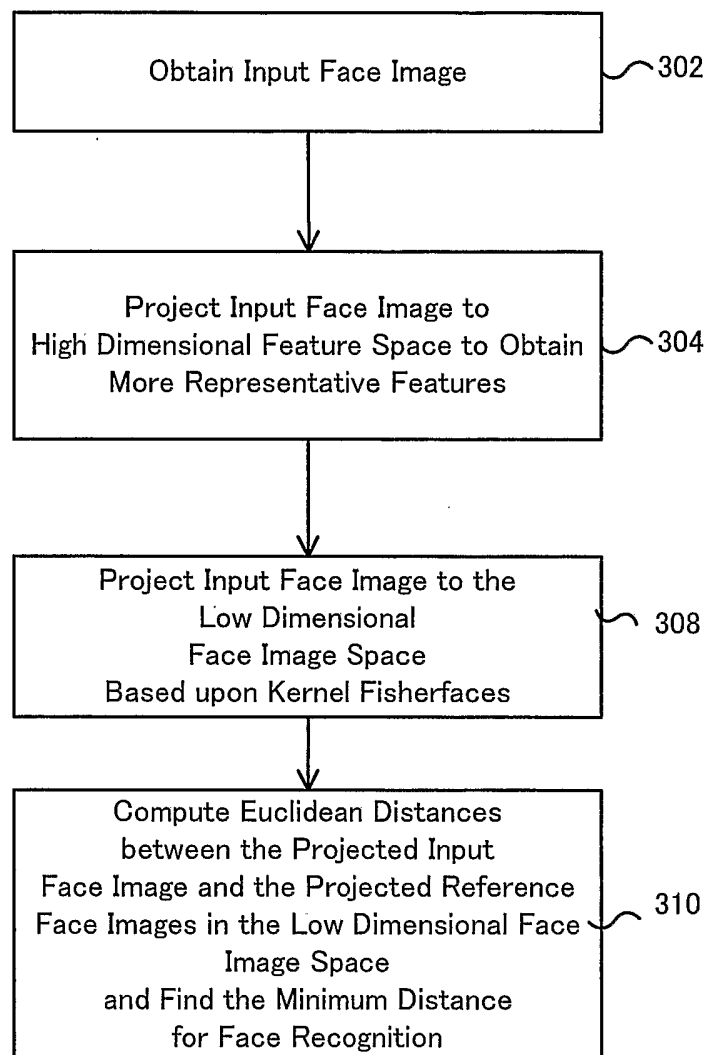 Obtain Input Face Image
302
Project Input Face Image to
High Dimensional Feature Space to Obtain
More Representative Features
304
Project Input Face Image to the
Low Dimensional
Face Image Space
Based upon Kernel Fisherfaces
308
Compute Euclidean Distances
between the Projected Input
Face Image and the Projected Reference
Face Images in the Low Dimensional Face
Image Space
and Find the Minimum Distance
for Face Recognition
310